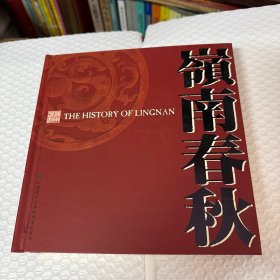 THE HISTORY OF LINGNAN
嶺南春秋